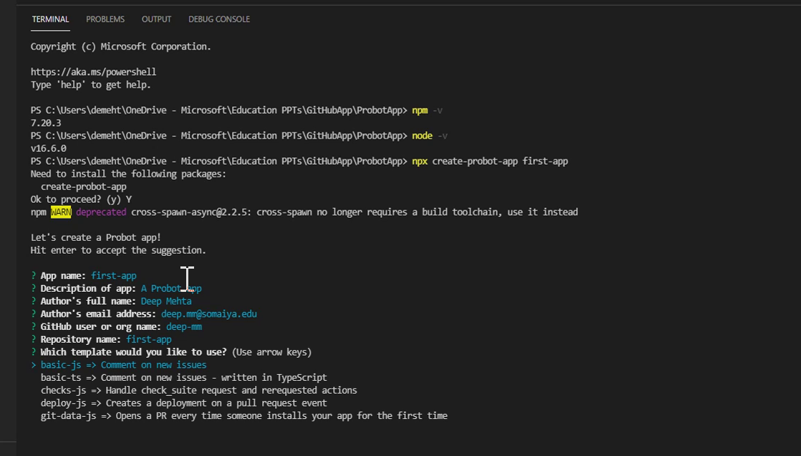 TERMINAL PROBLEMS OUTPUT DEBUG CONSOLE
Copyright (c) Microsoft Corporation.
https://aka.ms/powershell
Type 'help' to get help.
PS C:\Users\demeht\OneDrive - Microsoft\Education PPTs\GitHubApp\ProbotApp> npm -v
7.20.3
PS C:\Users\demeht\OneDrive - Microsoft\Education PPTs\GitHubApp\ProbotApp> node -v
v16.6.0
PS C:\Users\demeht\OneDrive - Microsoft\Education PPTs\GitHubApp\ProbotApp> npx create-probot-app first-app
Need to install the following packages:
  create-probot-app
Ok to proceed? (y) Y
npm WARN deprecated cross-spawn-async@2.2.5: cross-spawn no longer requires a build toolchain, use it instead
Let's create a Probot app!
Hit enter to accept the suggestion.
? App name: first-app
? Description of app: A Probot app
? Author's full name: Deep Mehta
? Author's email address: deep.mm@somaiya.edu
? GitHub user or org name: deep-mm
? Repository name: first-app
? Which template would you like to use? (Use arrow keys)
> basic-js => Comment on new issues
  basic-ts => Comment on new issues - written in TypeScript
  checks-js => Handle check_suite request and rerequested actions
  deploy-js => Creates a deployment on a pull request event
  git-data-js => Opens a PR every time someone installs your app for the first time